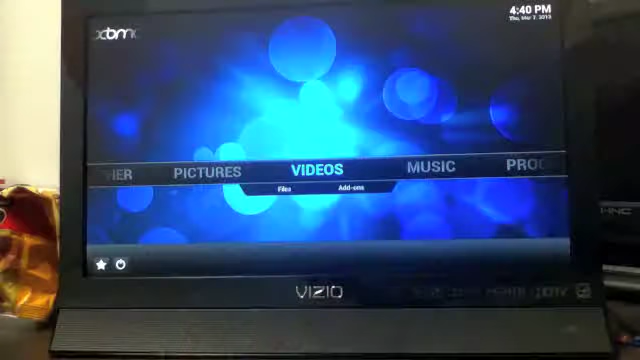 xbmc
4:40 PM
HER PICTURES VIDEOS MUSIC PROG
Files Add-ons
VIZIO